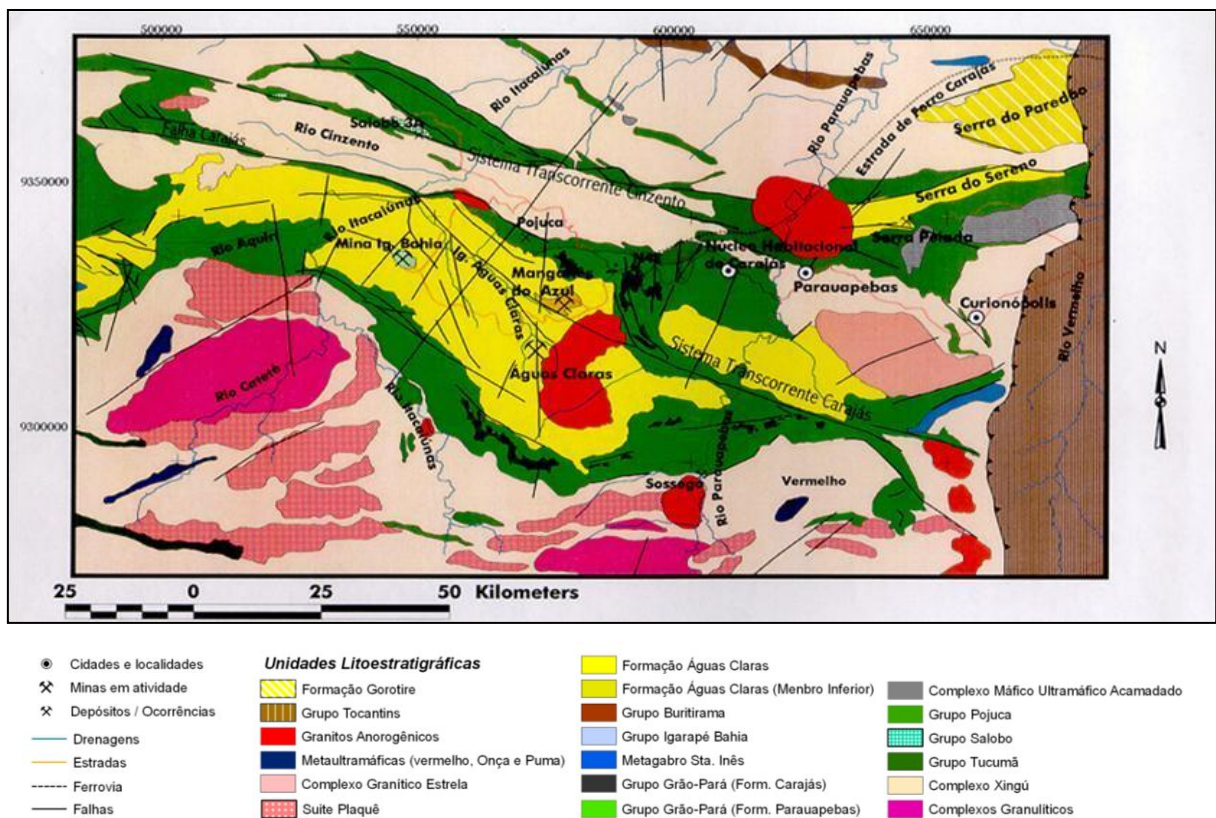 500000
550000
600000
650000
Rio Itacaiúnas
Rio Parauapebas
Estrada de Ferro Carajás
Serra do Paredão
Salobo 3A
Rio Cinzento
Falha Carajás
Sistema Transcorrente Cinzento
9350000
Serra do Sereno
Rio Itacaiúnas
Pojuca
Rio Aquiri
Mina Ig. Bahia
Ig. Águas Claras
Manganês
do Azul
N4E
Núcleo Habitacional
de Carajás
Serra Pelada
Parauapebas
Curionópolis
Rio Vermelho
N
Sistema Transcorrente Carajás
Águas Claras
Rio Cateté
Rio Itacaiúnas
9300000
Rio Parauapebas
Sossego
Vermelho
25 0 25 50 Kilometers
Cidades e localidades
Minas em atividade
Depósitos / Ocorrências
Drenagens
Estradas
Ferrovia
Falhas
Unidades Litoestratigráficas
Formação Gorotire
Grupo Tocantins
Granitos Anorogênicos
Metaultramáficas (vermelho, Onça e Puma)
Complexo Granítico Estrela
Suite Plaquê
Formação Águas Claras
Formação Águas Claras (Menbro Inferior)
Grupo Buritirama
Grupo Igarapé Bahia
Metagabro Sta. Inês
Grupo Grão-Pará (Form. Carajás)
Grupo Grão-Pará (Form. Parauapebas)
Complexo Máfico Ultramáfico Acamadado
Grupo Pojuca
Grupo Salobo
Grupo Tucumã
Complexo Xingú
Complexos Granulíticos